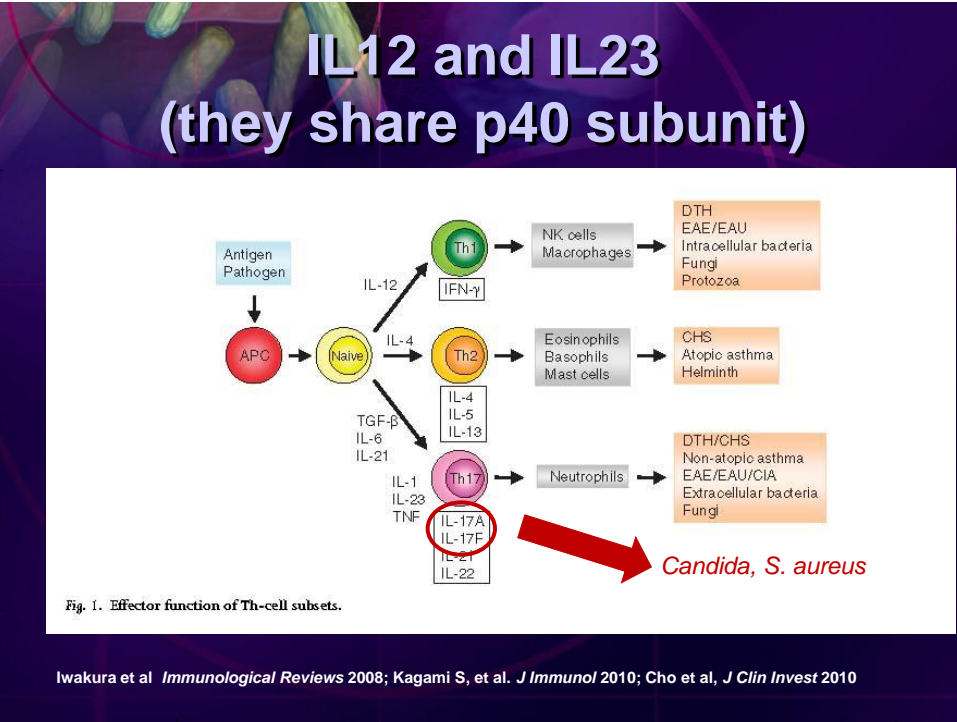 IL12 and IL23
(they share p40 subunit)
Antigen
Pathogen
APC
Naive
IL-12
IL-4
TGF-β
IL-6
IL-21
IL-1
IL-23
TNF
Th1
IFN-γ
NK cells
Macrophages
DTH
EAE/EAU
Intracellular bacteria
Fungi
Protozoa
Th2
IL-4
IL-5
IL-13
Eosinophils
Basophils
Mast cells
CHS
Atopic asthma
Helminth
Th17
IL-17A
IL-17F
IL-21
IL-22
Neutrophils
DTH/CHS
Non-atopic asthma
EAE/EAU/CIA
Extracellular bacteria
Fungi
Candida, S. aureus
Fig. 1. Effector function of Th-cell subsets.
Iwakura et al Immunological Reviews 2008; Kagami S, et al. J Immunol 2010; Cho et al, J Clin Invest 2010